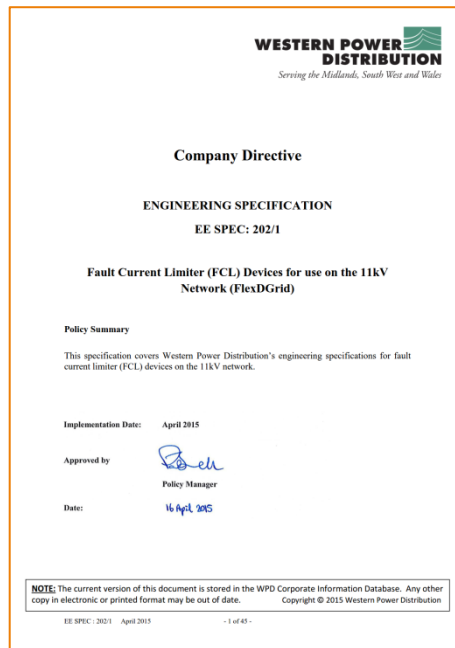 WESTERN POWER
DISTRIBUTION
Serving the Midlands, South West and Wales
Company Directive
ENGINEERING SPECIFICATION
EE SPEC: 202/1
Fault Current Limiter (FCL) Devices for use on the 11kV
Network (FlexDGrid)
Policy Summary
This specification covers Western Power Distribution's engineering specifications for fault
current limiter (FCL) devices on the 11kV network.
Implementation Date: April 2015
Approved by
Policy Manager
Date: 16 April 2015
NOTE: The current version of this document is stored in the WPD Corporate Information Database. Any other
copy in electronic or printed format may be out of date. Copyright © 2015 Western Power Distribution
EE SPEC : 202/1 April 2015 - 1 of 45 -